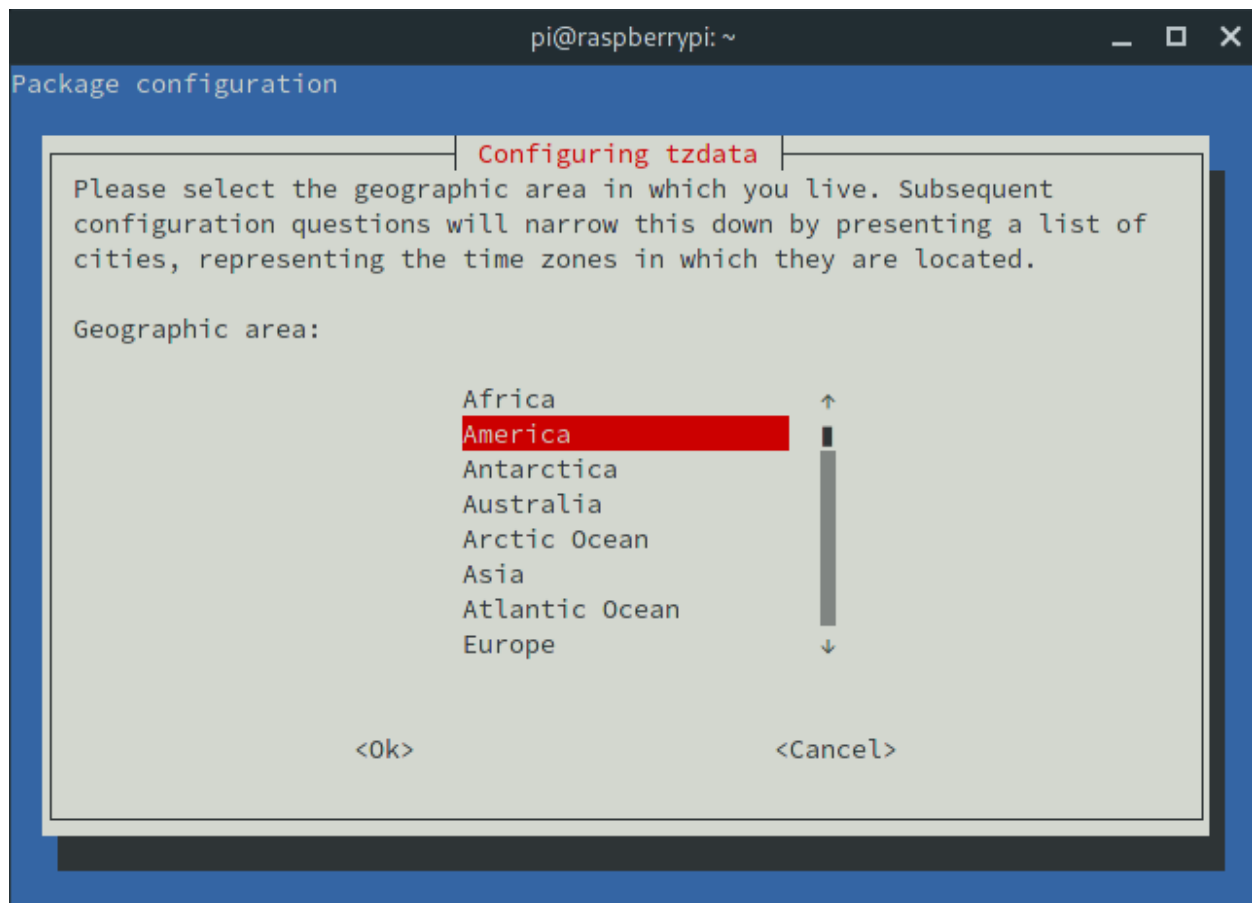 pi@raspberrypi: ~
Package configuration
Configuring tzdata
Please select the geographic area in which you live. Subsequent
configuration questions will narrow this down by presenting a list of
cities, representing the time zones in which they are located.
Geographic area:
Africa
America
Antarctica
Australia
Arctic Ocean
Asia
Atlantic Ocean
Europe
<Ok> <Cancel>